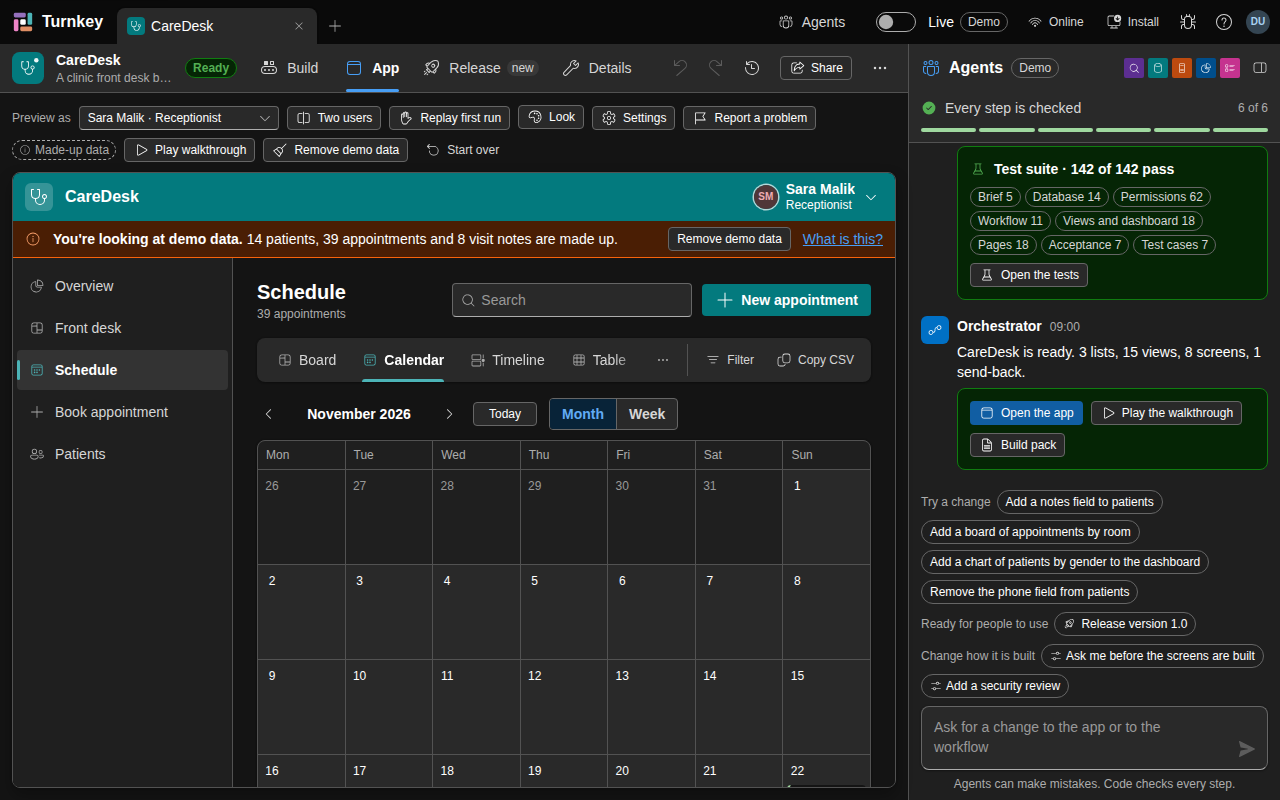 Turnkey
CareDesk
Agents
Live
Demo
Online
Install
DU
CareDesk
A clinic front desk b...
Ready
Build
App
Release
new
Details
Share
Preview as
Sara Malik · Receptionist
Two users
Replay first run
Look
Settings
Report a problem
Made-up data
Play walkthrough
Remove demo data
Start over
CareDesk
SM
Sara Malik
Receptionist
You're looking at demo data. 14 patients, 39 appointments and 8 visit notes are made up.
Remove demo data
What is this?
Overview
Front desk
Schedule
Book appointment
Patients
Schedule
39 appointments
Search
New appointment
Board
Calendar
Timeline
Table
Filter
Copy CSV
November 2026
Today
Month
Week
Mon Tue Wed Thu Fri Sat Sun
26 27 28 29 30 31 1
2 3 4 5 6 7 8
9 10 11 12 13 14 15
16 17 18 19 20 21 22
Agents
Demo
Every step is checked
6 of 6
Test suite · 142 of 142 pass
Brief 5
Database 14
Permissions 62
Workflow 11
Views and dashboard 18
Pages 18
Acceptance 7
Test cases 7
Open the tests
Orchestrator 09:00
CareDesk is ready. 3 lists, 15 views, 8 screens, 1
send-back.
Open the app
Play the walkthrough
Build pack
Try a change
Add a notes field to patients
Add a board of appointments by room
Add a chart of patients by gender to the dashboard
Remove the phone field from patients
Ready for people to use
Release version 1.0
Change how it is built
Ask me before the screens are built
Add a security review
Ask for a change to the app or to the
workflow
Agents can make mistakes. Code checks every step.